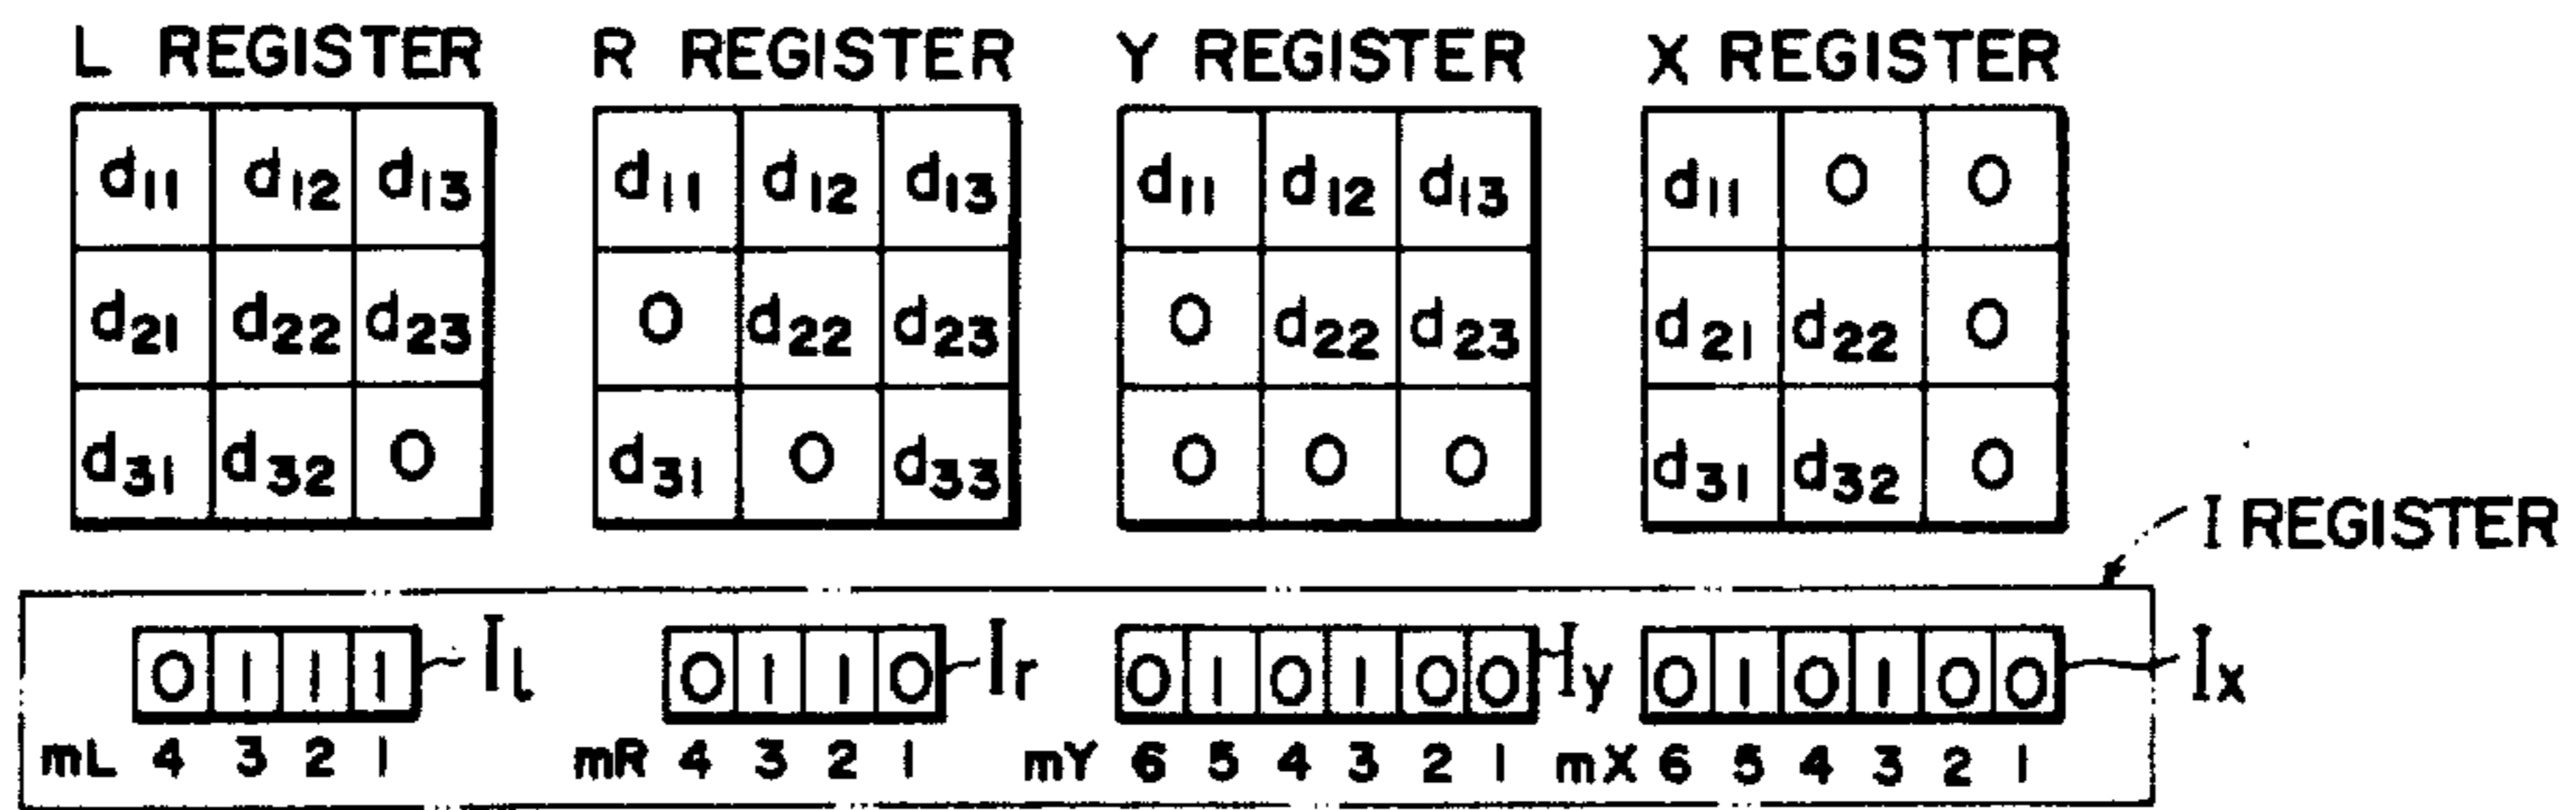 L REGISTER R REGISTER Y REGISTER X REGISTER
d11 d12 d13 d11 d12 d13 d11 d12 d13 d11 0 0
d21 d22 d23 0 d22 d23 0 d22 d23 d21 d22 0
d31 d32 0 d31 0 d33 0 0 0 d31 d32 0
I REGISTER
0 1 1 1 Il 0 1 1 0 Ir 0 1 0 1 0 0 Iy 0 1 0 1 0 0 Ix
mL 4 3 2 1 mR 4 3 2 1 mY 6 5 4 3 2 1 mX 6 5 4 3 2 1